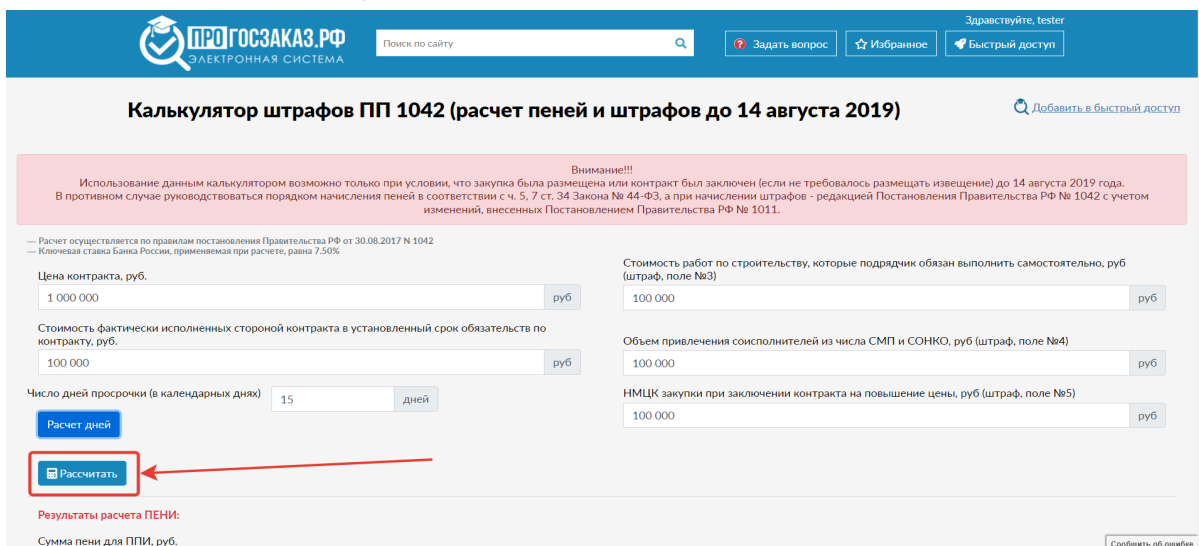 Здравствуйте, tester
ПРОГОСЗАКАЗ.РФ
ЭЛЕКТРОННАЯ СИСТЕМА
Поиск по сайту
Задать вопрос
Избранное
Быстрый доступ
Калькулятор штрафов ПП 1042 (расчет пеней и штрафов до 14 августа 2019)
Добавить в быстрый доступ
Внимание!!!
Использование данным калькулятором возможно только при условии, что закупка была размещена или контракт был заключен (если не требовалось размещать извещение) до 14 августа 2019 года.
В противном случае руководствоваться порядком начисления пеней в соответствии с ч. 5, 7 ст. 34 Закона № 44-ФЗ, а при начислении штрафов - редакцией Постановления Правительства РФ № 1042 с учетом
изменений, внесенных Постановлением Правительства РФ № 1011.
— Расчет осуществляется по правилам постановления Правительства РФ от 30.08.2017 N 1042
— Ключевая ставка Банка России, применяемая при расчете, равна 7.50%
Цена контракта, руб.
1 000 000 руб
Стоимость фактически исполненных стороной контракта в установленный срок обязательств по
контракту, руб.
100 000 руб
Число дней просрочки (в календарных днях) 15 дней
Расчет дней
Рассчитать
Стоимость работ по строительству, которые подрядчик обязан выполнить самостоятельно, руб
(штраф, поле №3)
100 000 руб
Объем привлечения соисполнителей из числа СМП и СОНКО, руб (штраф, поле №4)
100 000 руб
НМЦК закупки при заключении контракта на повышение цены, руб (штраф, поле №5)
100 000 руб
Результаты расчета ПЕНИ:
Сумма пени для ППИ, руб.
Сообщить об ошибке